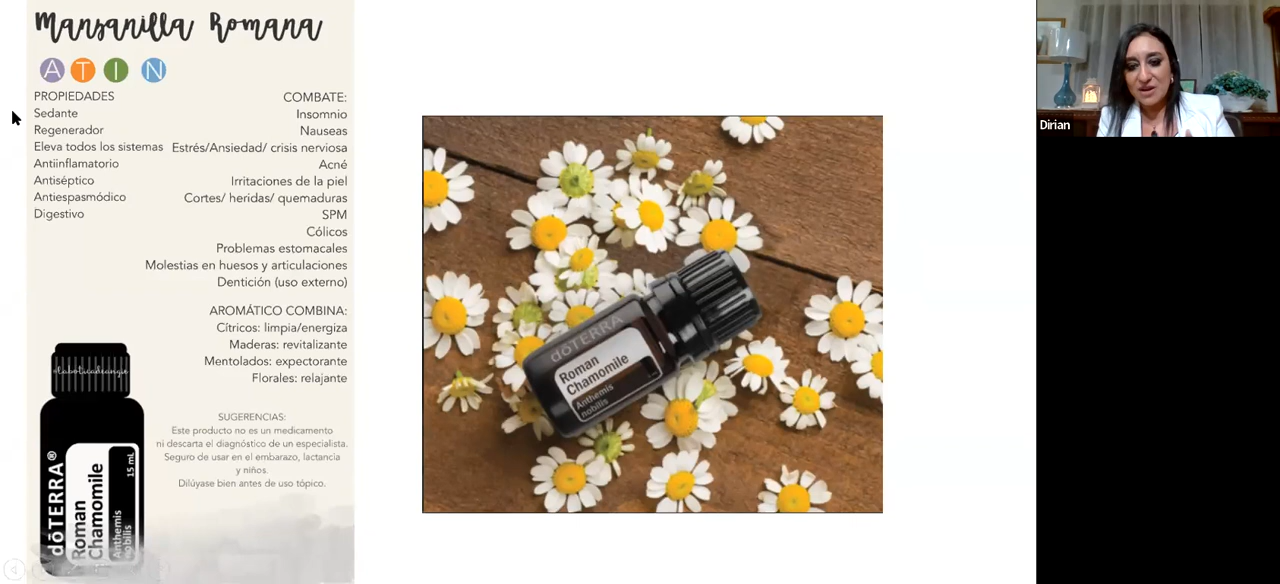 Manzanilla Romana
A T I N
PROPIEDADES
Sedante
Regenerador
Eleva todos los sistemas
Antiinflamatorio
Antiséptico
Antiespasmódico
Digestivo
COMBATE:
Insomnio
Nauseas
Estrés/Ansiedad/ crisis nerviosa
Acné
Irritaciones de la piel
Cortes/ heridas/ quemaduras
SPM
Cólicos
Problemas estomacales
Molestias en huesos y articulaciones
Dentición (uso externo)
AROMÁTICO COMBINA:
Cítricos: limpia/energiza
Maderas: revitalizante
Mentolados: expectorante
Florales: relajante
SUGERENCIAS:
Este producto no es un medicamento
ni descarta el diagnóstico de un especialista.
Seguro de usar en el embarazo, lactancia
y niños.
Dilúyase bien antes de uso tópico.
@laboticadeangie
dōTERRA®
Roman
Chamomile
Anthemis
nobilis
15 mL
dōTERRA
Roman
Chamomile
Anthemis
nobilis
Dirian